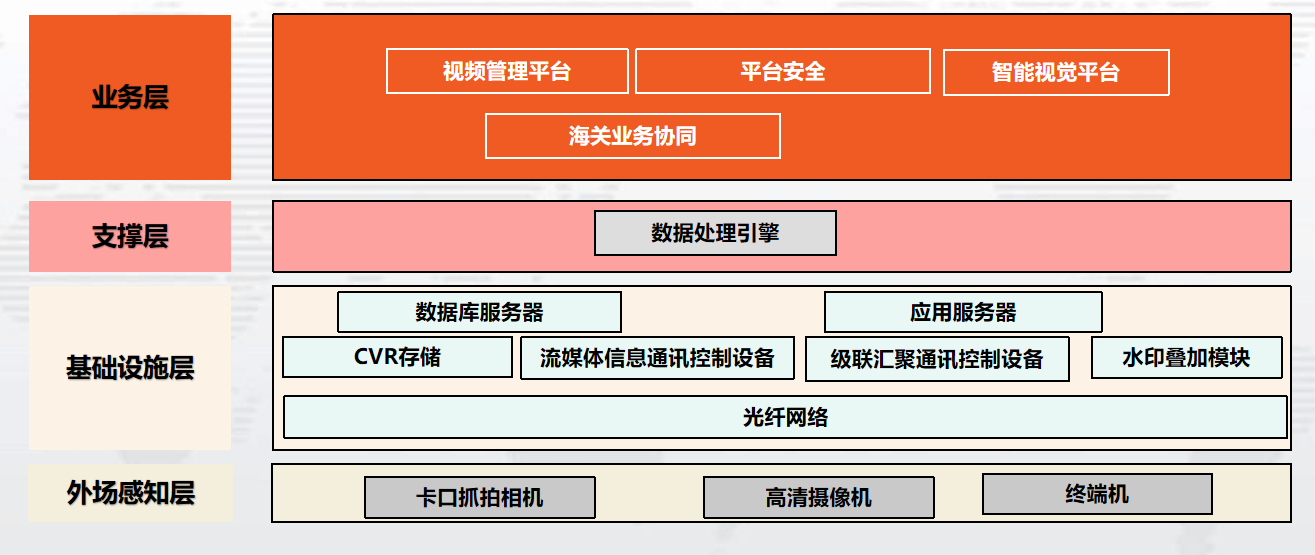 业务层
视频管理平台
平台安全
智能视觉平台
海关业务协同
支撑层
数据处理引擎
基础设施层
数据库服务器
应用服务器
CVR存储
流媒体信息通讯控制设备
级联汇聚通讯控制设备
水印叠加模块
光纤网络
外场感知层
卡口抓拍相机
高清摄像机
终端机